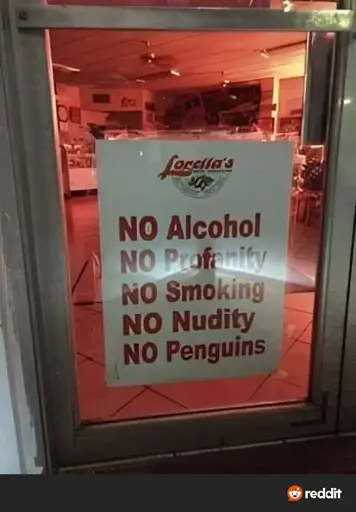 Loretta's
NO Alcohol
NO Profanity
NO Smoking
NO Nudity
NO Penguins
reddit